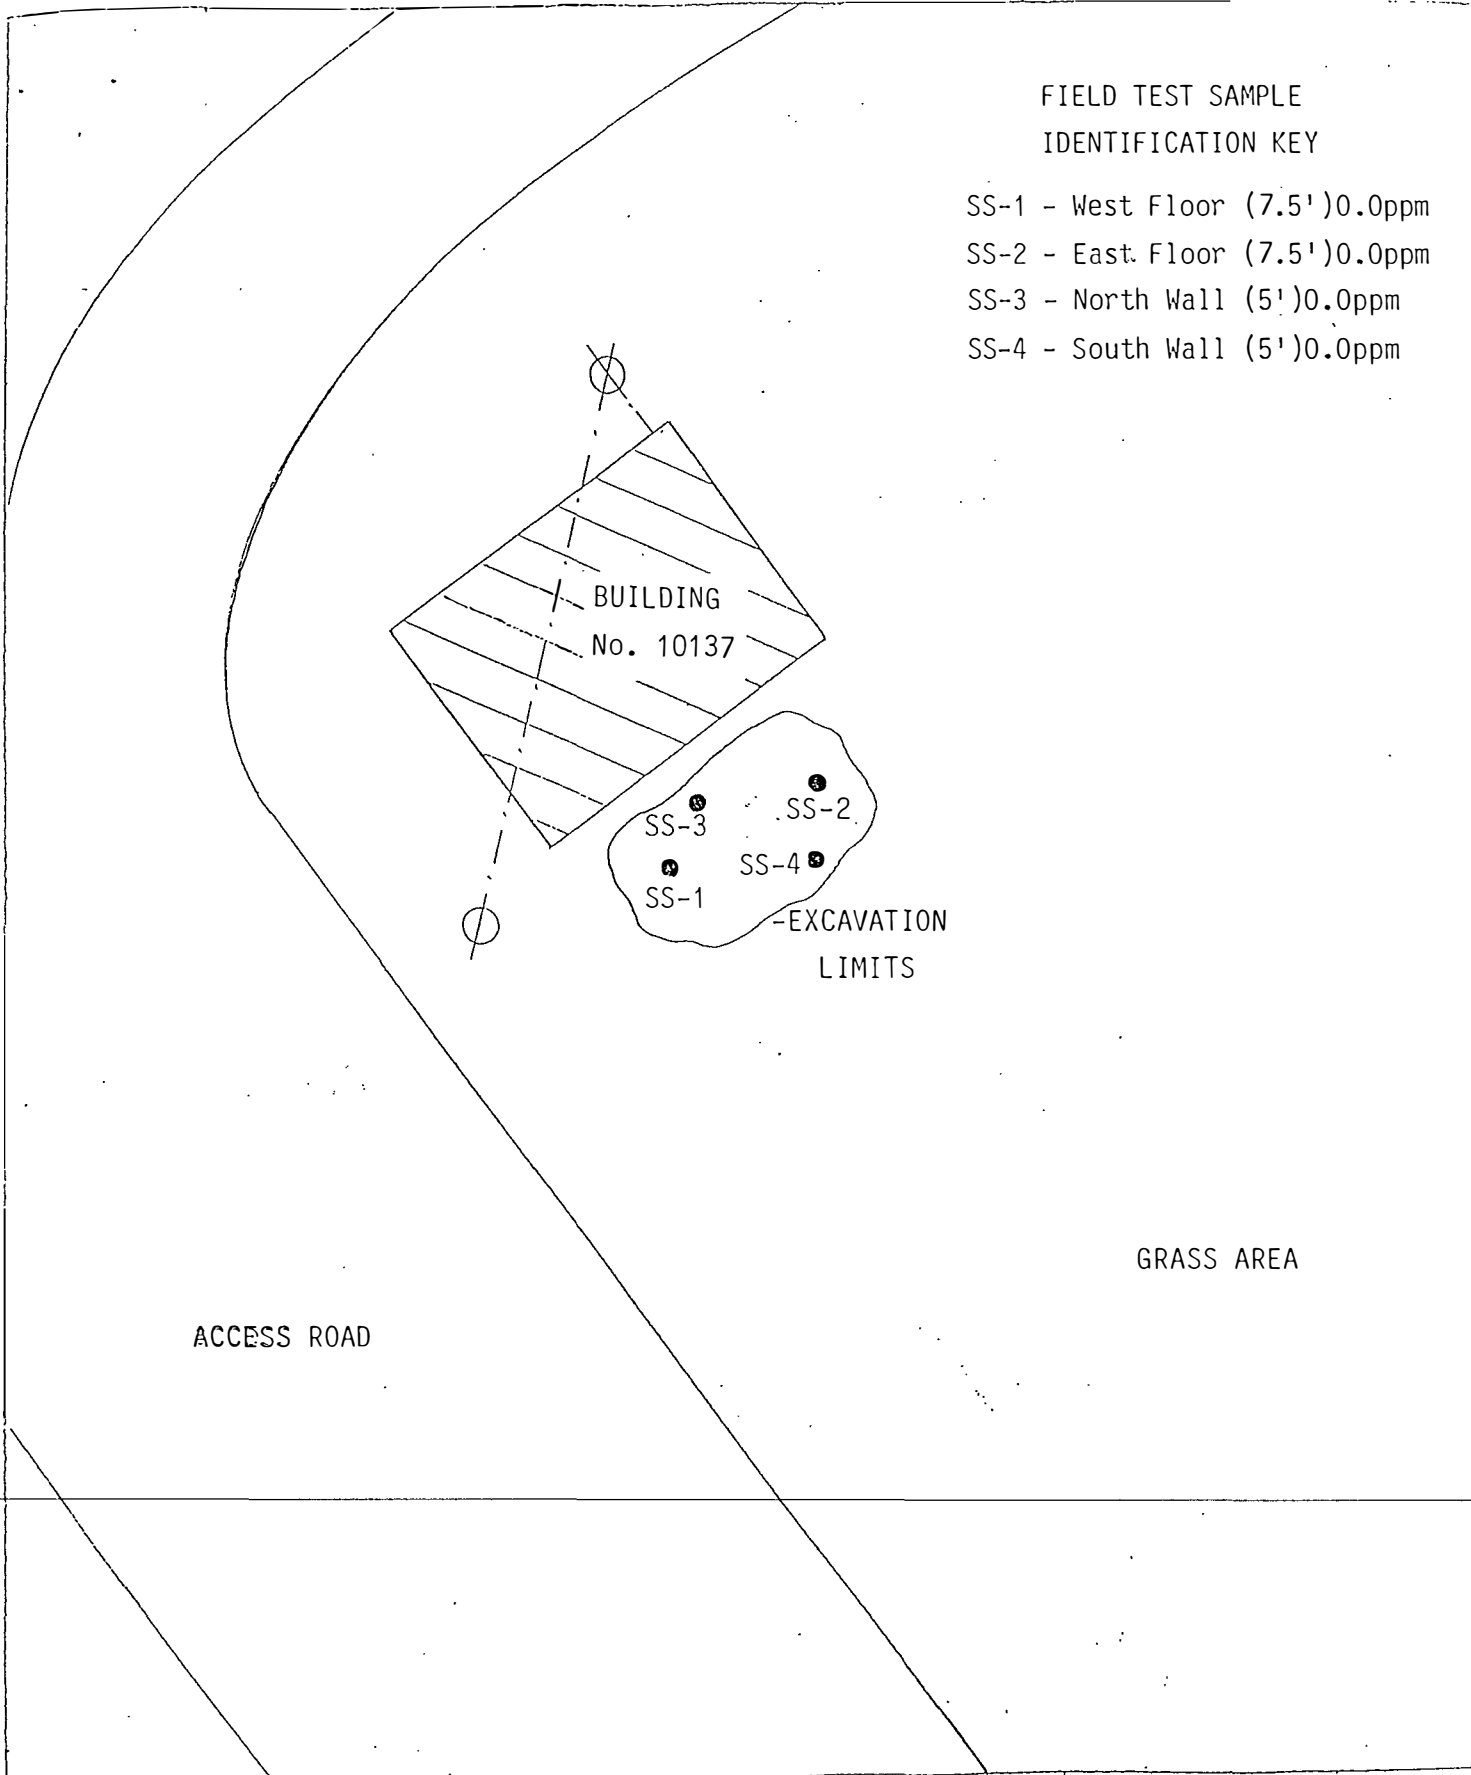 FIELD TEST SAMPLE
IDENTIFICATION KEY
SS-1 - West Floor (7.5')0.0ppm
SS-2 - East Floor (7.5')0.0ppm
SS-3 - North Wall (5')0.0ppm
SS-4 - South Wall (5')0.0ppm
BUILDING
No. 10137
SS-2
SS-3
SS-4
SS-1
EXCAVATION
LIMITS
GRASS AREA
ACCESS ROAD